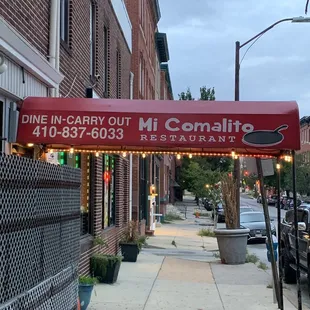 DINE IN-CARRY OUT
410-837-6033
Mi Comalito
RESTAURANT